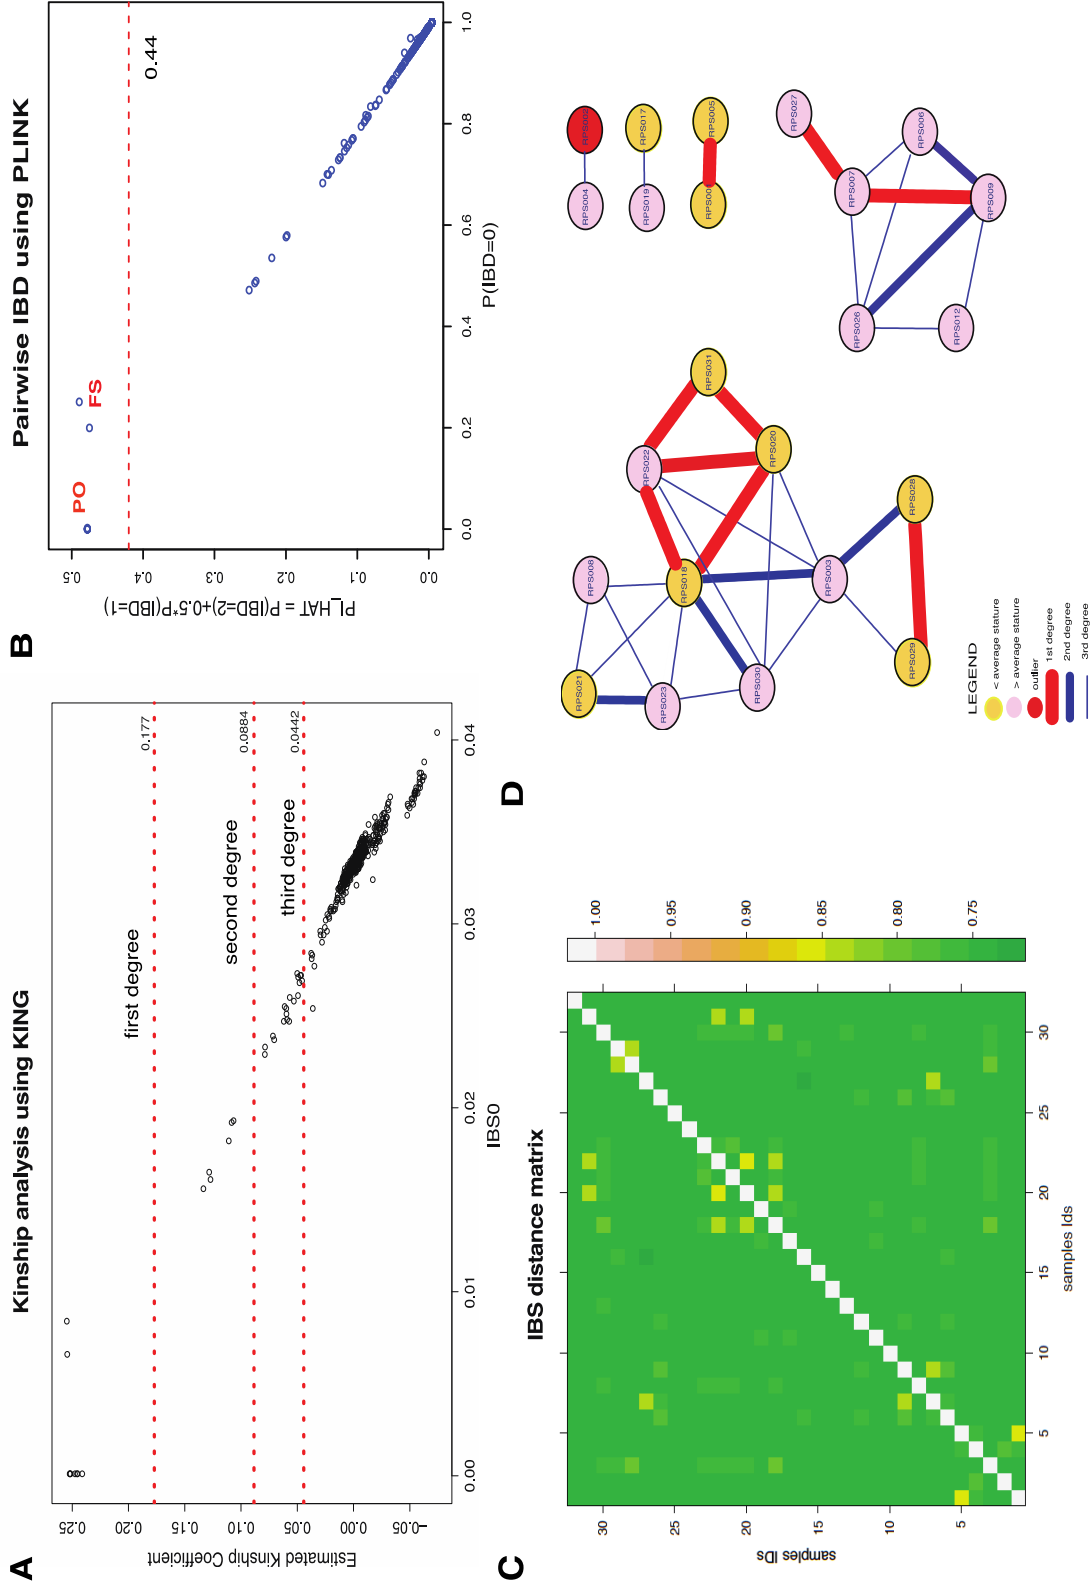 A
Kinship analysis using KING
Estimated Kinship Coefficient
0.25
0.20
0.15
0.10
0.05
0.00
−0.05
0.177
0.0884
0.0442
first degree
second degree
third degree
0.00
0.01
0.02
0.03
0.04
IBS0
B
Pairwise IBD using PLINK
PI_HAT = P(IBD=2)+0.5*P(IBD=1)
0.5
0.4
0.3
0.2
0.1
0.0
PO
FS
0.44
0.0
0.2
0.4
0.6
0.8
1.0
P(IBD=0)
C
IBS distance matrix
samples IDs
30
25
20
15
10
5
5
10
15
20
25
30
samples Ids
1.00
0.95
0.90
0.85
0.80
0.75
D
RPS021
RPS008
RPS022
RPS031
RPS023
RPS018
RPS020
RPS030
RPS003
RPS029
RPS028
RPS004
RPS002
RPS019
RPS017
RPS005
RPS027
RPS007
RPS006
RPS026
RPS009
RPS012
LEGEND
< average stature
> average stature
outlier
1st degree
2nd degree
3rd degree